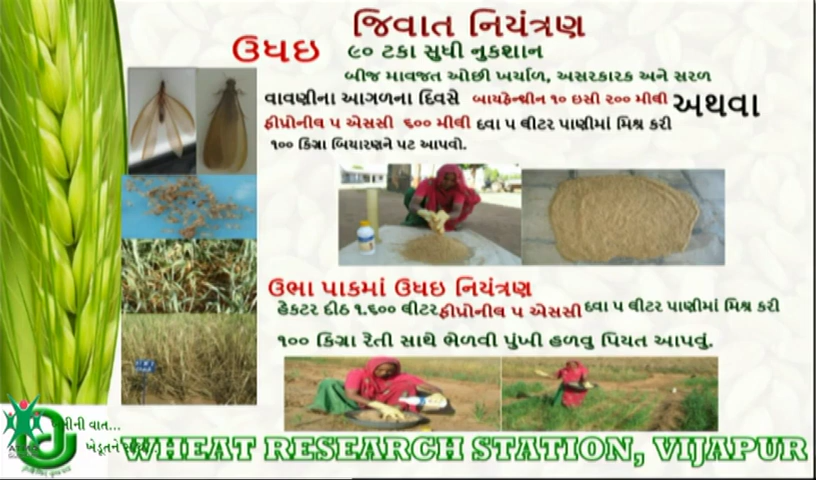 જિવાત નિયંત્રણ
ઉધઇ ૯૦ ટકા સુધી નુકશાન
બીજ માવજત ઓછી ખર્ચાળ, અસરકારક અને સરળ
વાવણીના આગળના દિવસે બાયફેન્થ્રીન ૧૦ ઇસી ૨૦૦ મીલી અથવા
ફીપ્રોનીલ ૫ એસસી ૬૦૦ મીલી દવા ૫ લીટર પાણીમાં મિશ્ર કરી
૧૦૦ કિગ્રા બિયારણને પટ આપવો.
ઉભા પાકમાં ઉધઇ નિયંત્રણ
હેકટર દીઠ ૧.૬૦૦ લીટર ફીપ્રોનીલ ૫ એસસી દવા ૫ લીટર પાણીમાં મિશ્ર કરી
૧૦૦ કિગ્રા રેતી સાથે ભેળવી પુંખી હળવુ પિયત આપવું.
વાત...
ખેડૂતને
WHEAT RESEARCH STATION, VIJAPUR